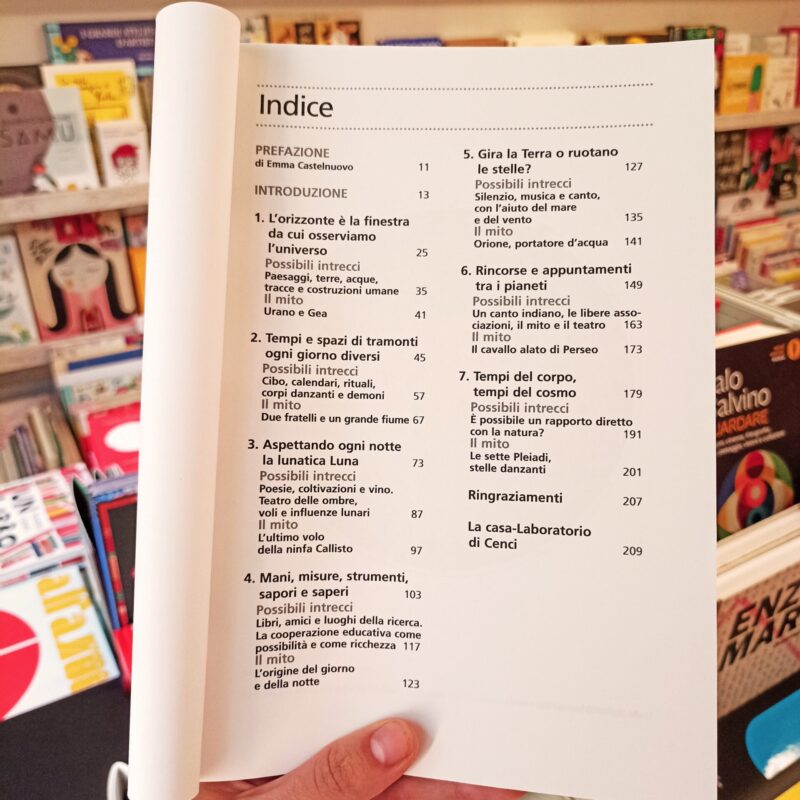 Indice
PREFAZIONE
di Emma Castelnuovo 11
INTRODUZIONE 13
1. L'orizzonte è la finestra
da cui osserviamo
l'universo 25
Possibili intrecci
Paesaggi, terre, acque,
tracce e costruzioni umane 35
Il mito
Urano e Gea 41
2. Tempi e spazi di tramonti
ogni giorno diversi 45
Possibili intrecci
Cibo, calendari, rituali,
corpi danzanti e demoni 57
Il mito
Due fratelli e un grande fiume 67
3. Aspettando ogni notte
la lunatica Luna 73
Possibili intrecci
Poesie, coltivazioni e vino.
Teatro delle ombre,
voli e influenze lunari 87
Il mito
L'ultimo volo
della ninfa Callisto 97
4. Mani, misure, strumenti,
sapori e saperi 103
Possibili intrecci
Libri, amici e luoghi della ricerca.
La cooperazione educativa come
possibilità e come ricchezza 117
Il mito
L'origine del giorno
e della notte 123
5. Gira la Terra o ruotano
le stelle? 127
Possibili intrecci
Silenzio, musica e canto,
con l'aiuto del mare
e del vento 135
Il mito
Orione, portatore d'acqua 141
6. Rincorse e appuntamenti
tra i pianeti 149
Possibili intrecci
Un canto indiano, le libere asso-
ciazioni, il mito e il teatro 163
Il mito
Il cavallo alato di Perseo 173
7. Tempi del corpo,
tempi del cosmo 179
Possibili intrecci
È possibile un rapporto diretto
con la natura? 191
Il mito
Le sette Pleiadi,
stelle danzanti 201
Ringraziamenti 207
La casa-Laboratorio
di Cenci 209
SAMU
alo
alvino
UARDARE
ENZ
MAR